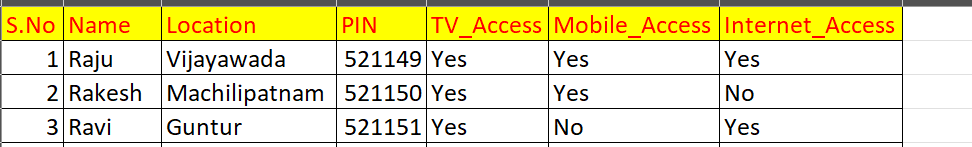 S.No Name Location PIN TV_Access Mobile_Access Internet_Access
1 Raju Vijayawada 521149 Yes Yes Yes
2 Rakesh Machilipatnam 521150 Yes Yes No
3 Ravi Guntur 521151 Yes No Yes